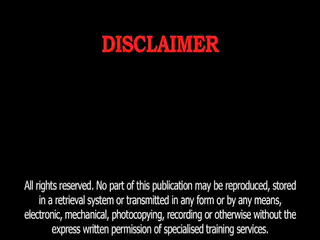 DISCLAIMER
All rights reserved. No part of this publication may be reproduced, stored
in a retrieval system or transmitted in any form or by any means,
electronic, mechanical, photocopying, recording or otherwise without the
express written permission of specialised training services.